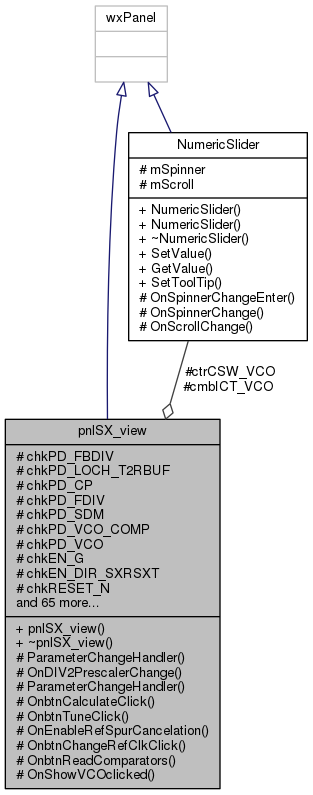 wxPanel
NumericSlider
# mSpinner
# mScroll
+ NumericSlider()
+ NumericSlider()
+ ~NumericSlider()
+ SetValue()
+ GetValue()
+ SetToolTip()
# OnSpinnerChangeEnter()
# OnSpinnerChange()
# OnScrollChange()
#ctrCSW_VCO
#cmbICT_VCO
pnlSX_view
# chkPD_FBDIV
# chkPD_LOCH_T2RBUF
# chkPD_CP
# chkPD_FDIV
# chkPD_SDM
# chkPD_VCO_COMP
# chkPD_VCO
# chkEN_G
# chkEN_DIR_SXRSXT
# chkRESET_N
and 65 more...
+ pnlSX_view()
+ ~pnlSX_view()
# ParameterChangeHandler()
# OnDIV2PrescalerChange()
# ParameterChangeHandler()
# OnbtnCalculateClick()
# OnbtnTuneClick()
# OnEnableRefSpurCancelation()
# OnbtnChangeRefClkClick()
# OnbtnReadComparators()
# OnShowVCOclicked()